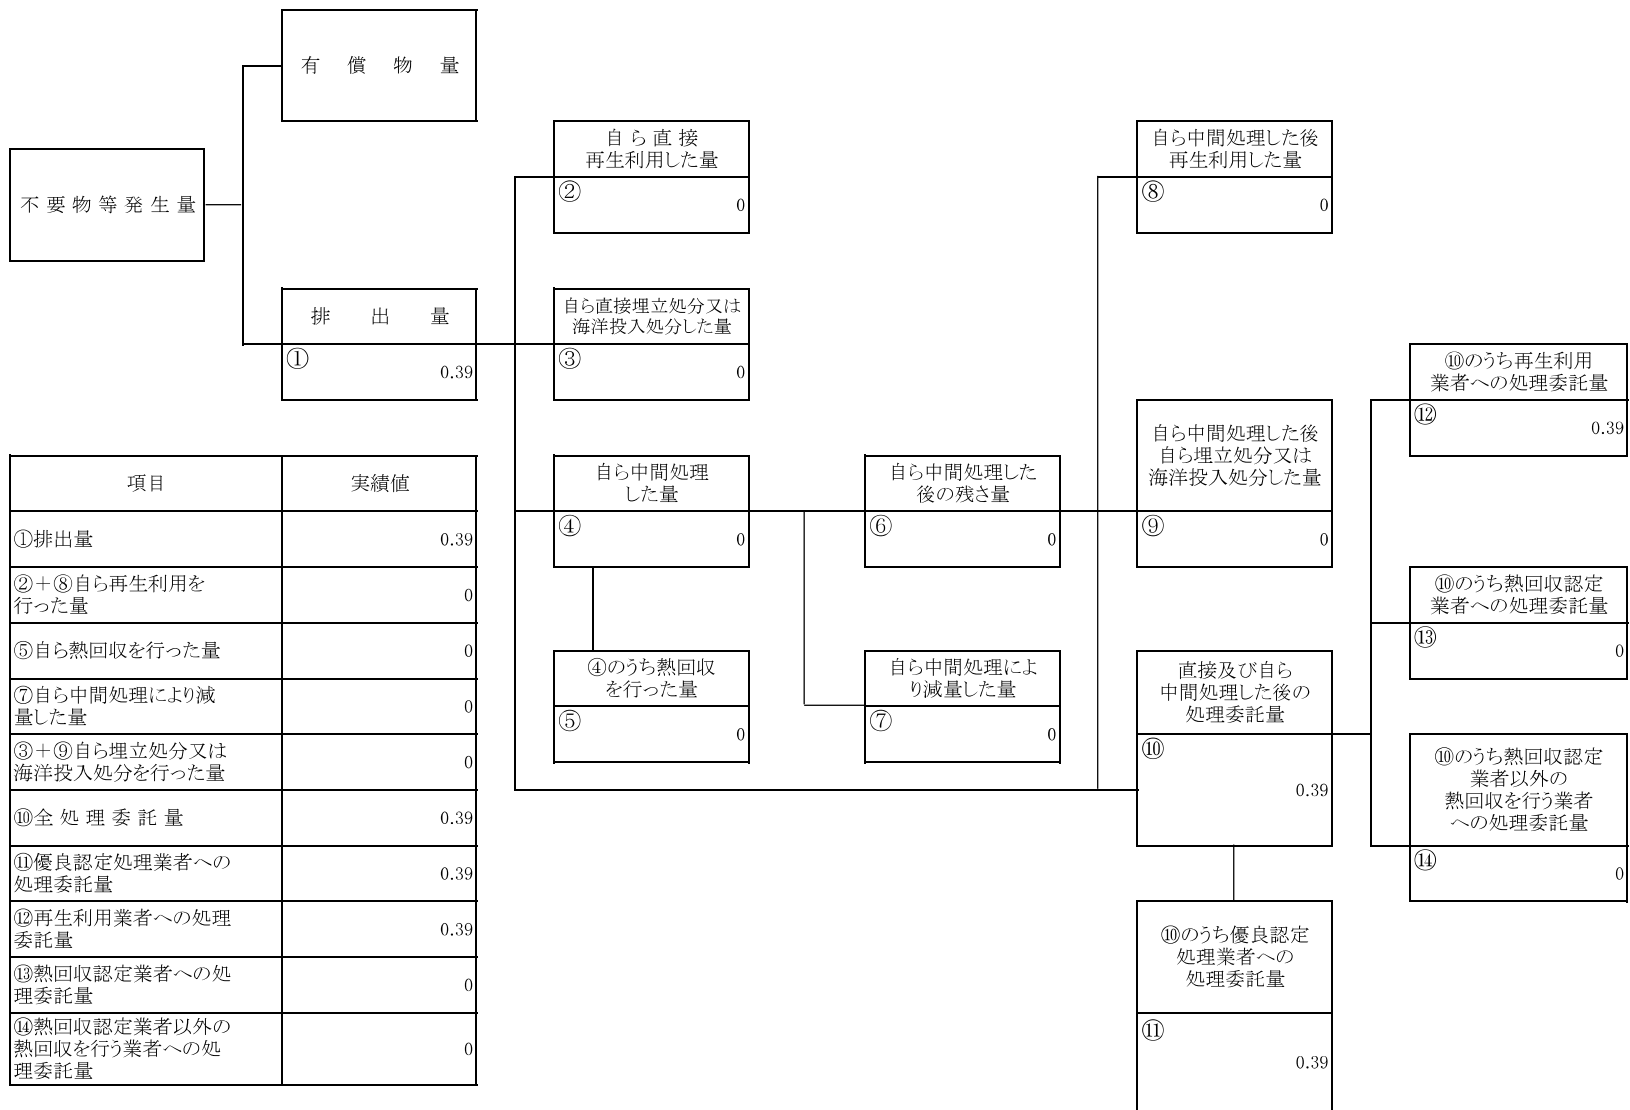 有償物量
不要物等発生量
排出量
①
0.39
自ら直接
再生利用した量
②
0
自ら直接埋立処分又は
海洋投入処分した量
③
0
自ら中間処理
した量
④
0
④のうち熱回収
を行った量
⑤
0
自ら中間処理した
後の残さ量
⑥
0
自ら中間処理によ
り減量した量
⑦
0
自ら中間処理した後
再生利用した量
⑧
0
自ら中間処理した後
自ら埋立処分又は
海洋投入処分した量
⑨
0
直接及び自ら
中間処理した後の
処理委託量
⑩
0.39
⑩のうち優良認定
処理業者への
処理委託量
⑪
0.39
⑩のうち再生利用
業者への処理委託量
⑫
0.39
⑩のうち熱回収認定
業者への処理委託量
⑬
0
⑩のうち熱回収認定
業者以外の
熱回収を行う業者
への処理委託量
⑭
0
項目 実績値
①排出量 0.39
②+⑧自ら再生利用を
行った量 0
⑤自ら熱回収を行った量 0
⑦自ら中間処理により減
量した量 0
③+⑨自ら埋立処分又は
海洋投入処分を行った量 0
⑩全処理委託量 0.39
⑪優良認定処理業者への
処理委託量 0.39
⑫再生利用業者への処理
委託量 0.39
⑬熱回収認定業者への処
理委託量 0
⑭熱回収認定業者以外の
熱回収を行う業者への処
理委託量 0